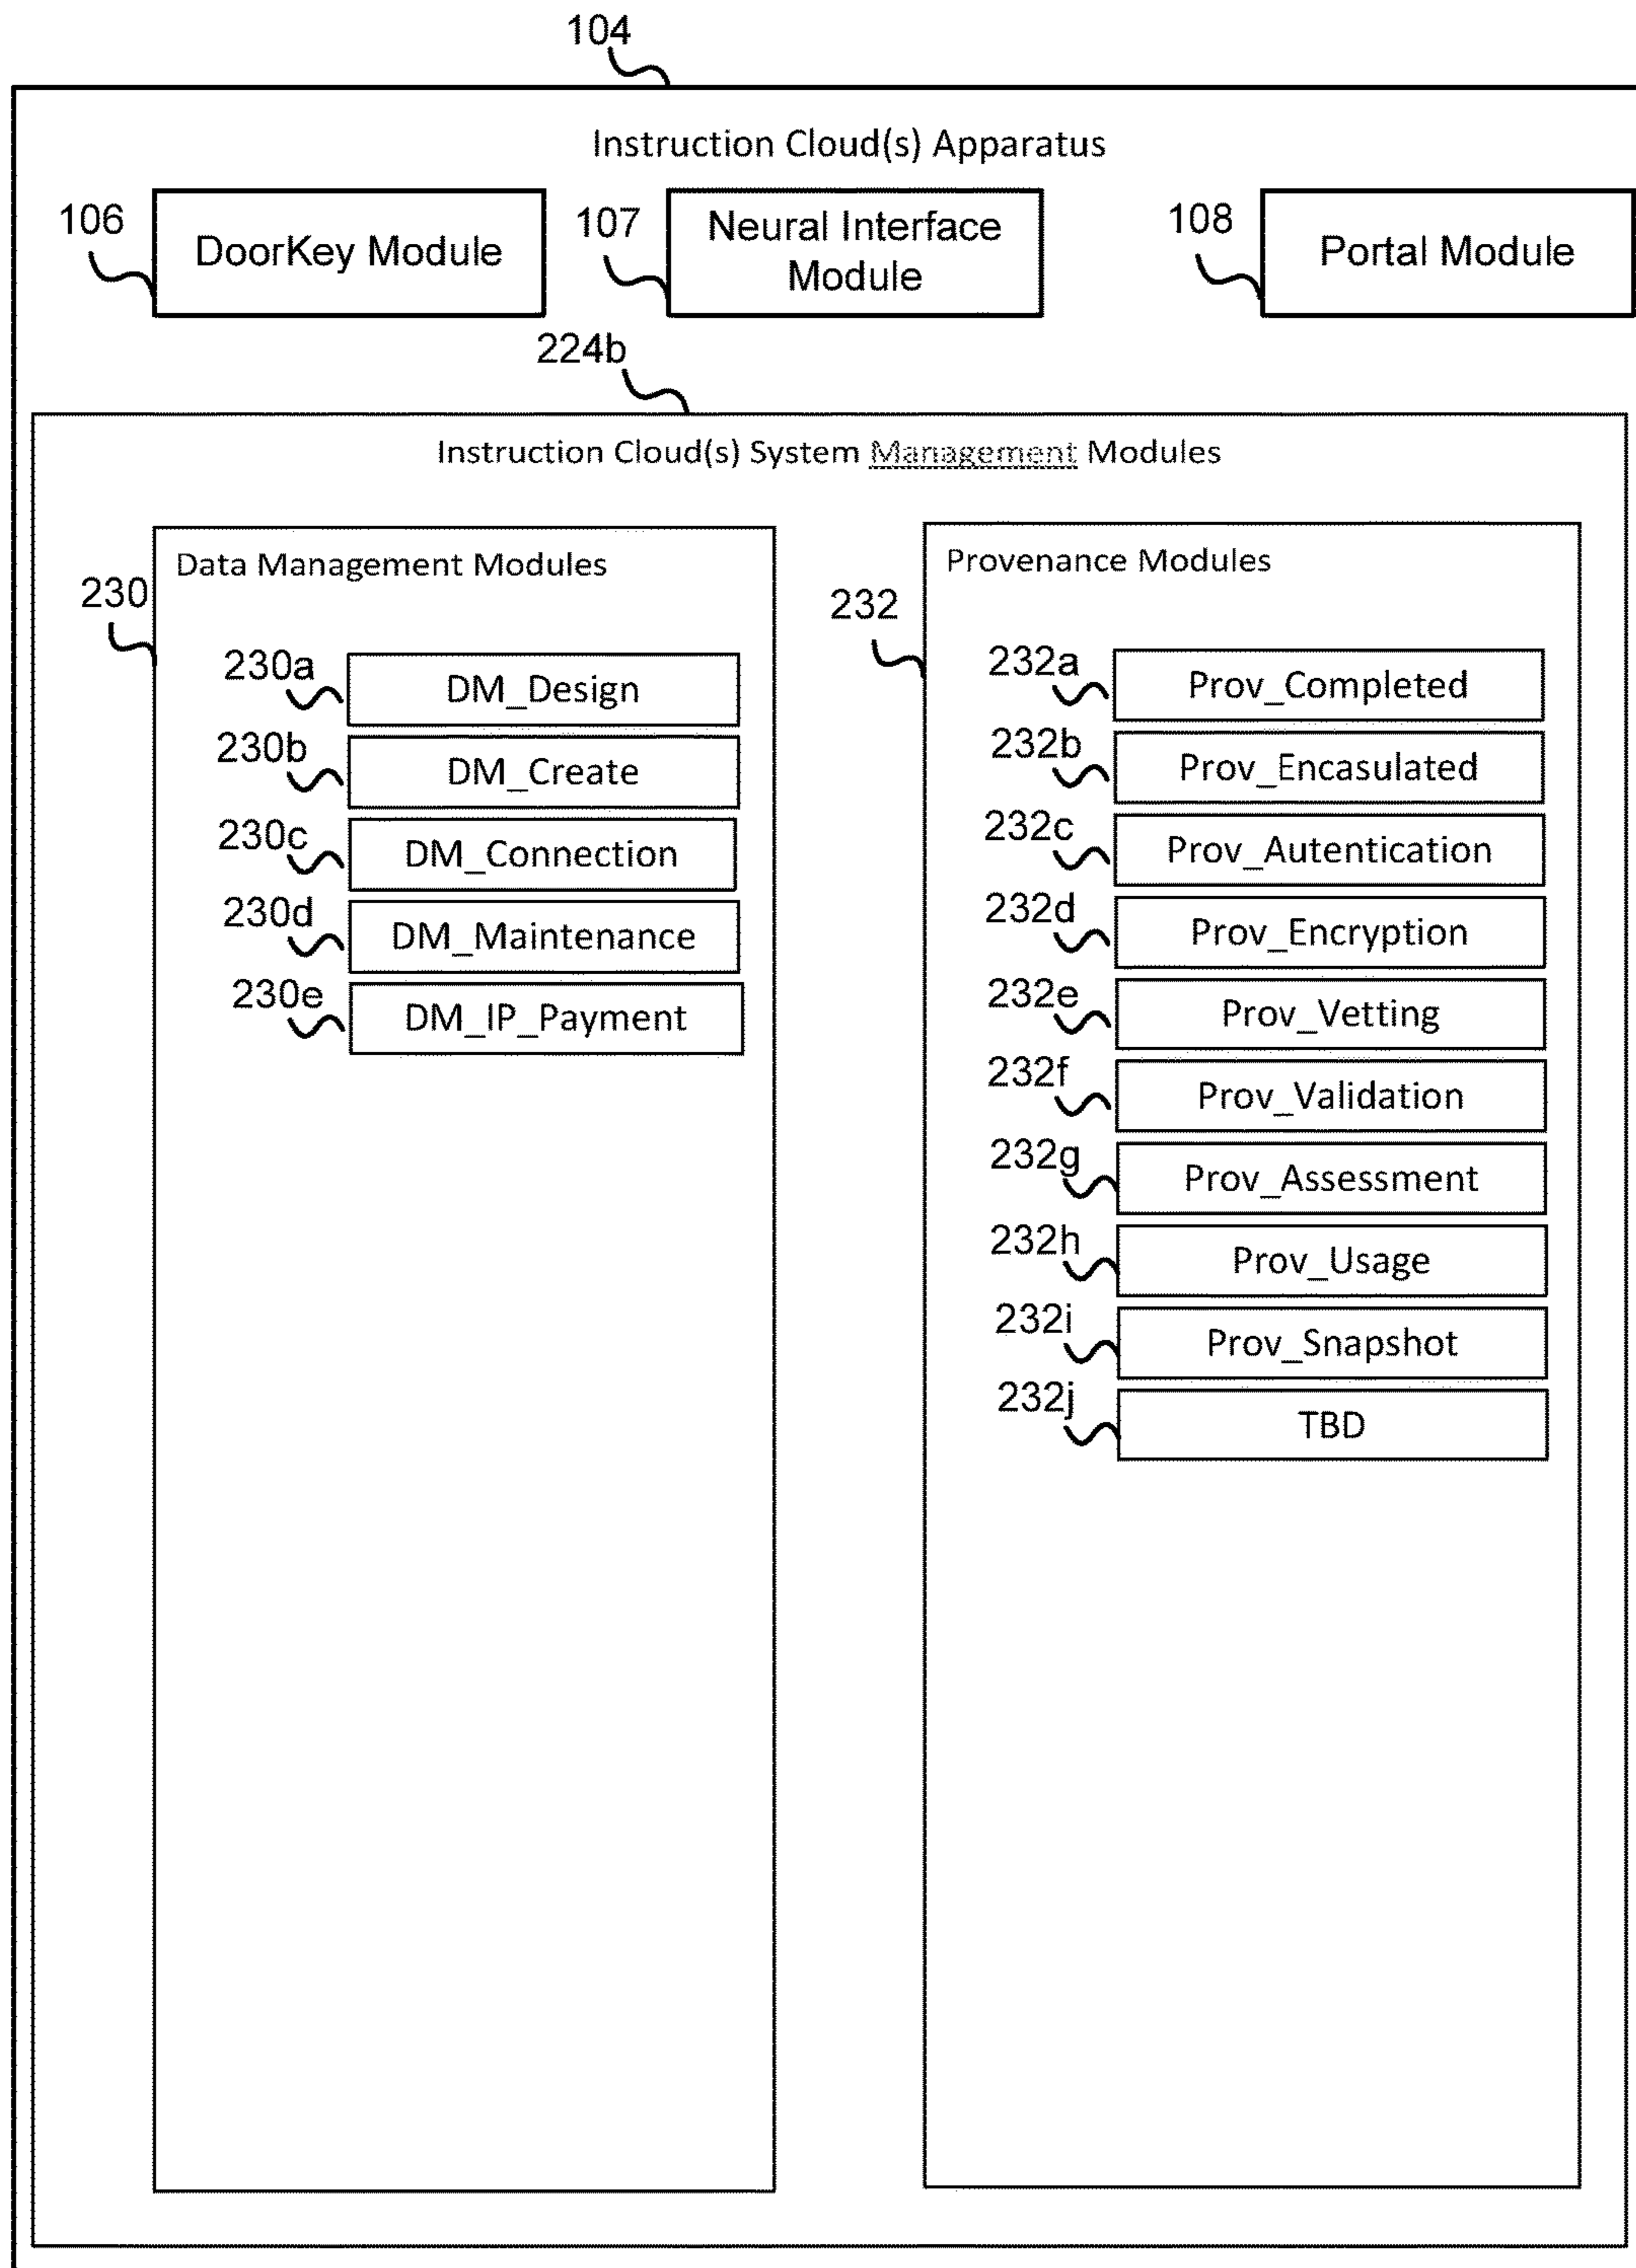 104
Instruction Cloud(s) Apparatus
106
DoorKey Module
107
Neural Interface
Module
108
Portal Module
224b
Instruction Cloud(s) System Management Modules
Data Management Modules
230
230a
DM_Design
230b
DM_Create
230c
DM_Connection
230d
DM_Maintenance
230e
DM_IP_Payment
Provenance Modules
232
232a
Prov_Completed
232b
Prov_Encasulated
232c
Prov_Autentication
232d
Prov_Encryption
232e
Prov_Vetting
232f
Prov_Validation
232g
Prov_Assessment
232h
Prov_Usage
232i
Prov_Snapshot
232j
TBD